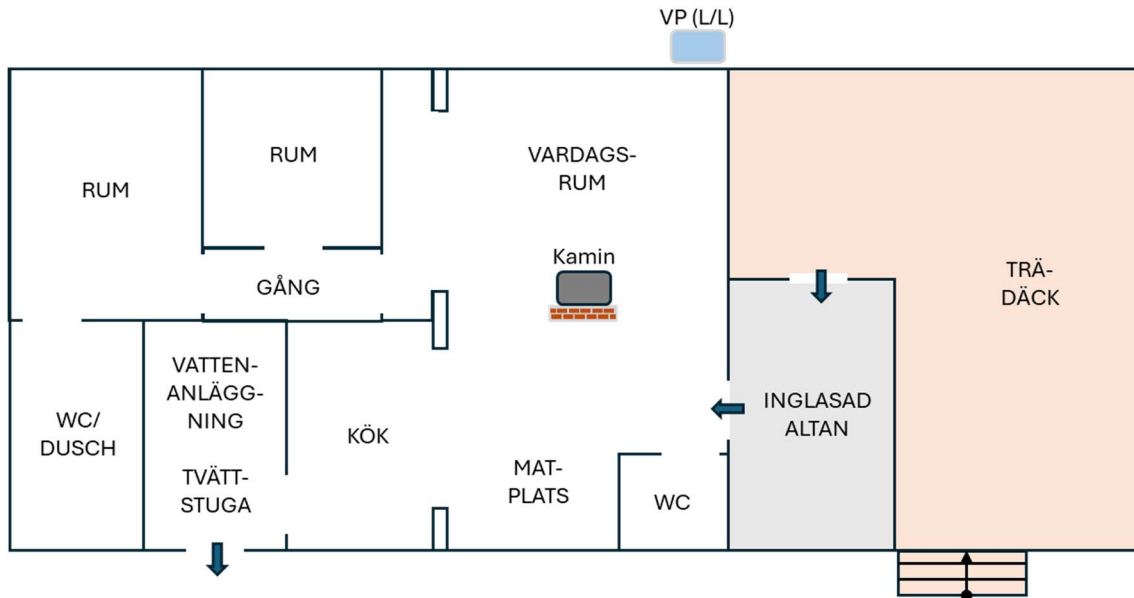 VP (L/L)
RUM
RUM
VARDAGS-
RUM
Kamin
GÅNG
TRÄ-
DÄCK
VATTEN-
ANLÄGG-
NING
TVÄTT-
STUGA
WC/
DUSCH
KÖK
MAT-
PLATS
WC
INGLASAD
ALTAN